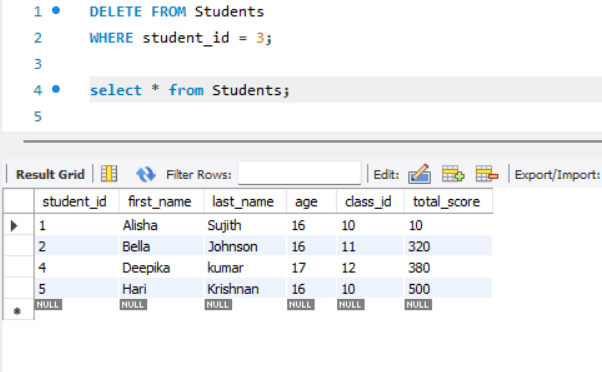 1 DELETE FROM Students
2 WHERE student_id = 3;
3
4 select * from Students;
5
Result Grid Filter Rows: Edit: Export/Import:
student_id first_name last_name age class_id total_score
1 Alisha Sujith 16 10 10
2 Bella Johnson 16 11 320
4 Deepika kumar 17 12 380
5 Hari Krishnan 16 10 500
NULL NULL NULL NULL NULL NULL